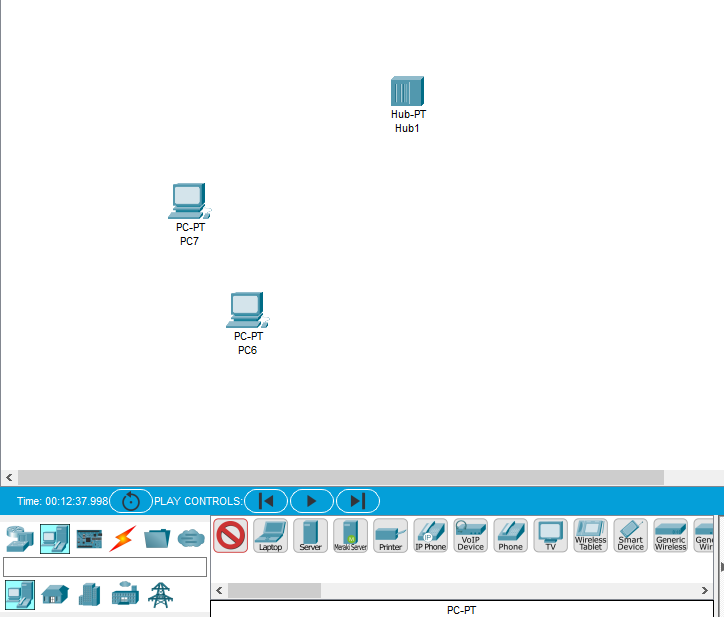 Hub-PT
Hub1
PC-PT
PC7
PC-PT
PC6
Time: 00:12:37.998
PLAY CONTROLS:
Laptop
Server
Meraki Server
Printer
IP
IP Phone
VoIP
Device
Phone
TV
Wireless
Tablet
Smart
Device
Generic
Wireless
PC-PT